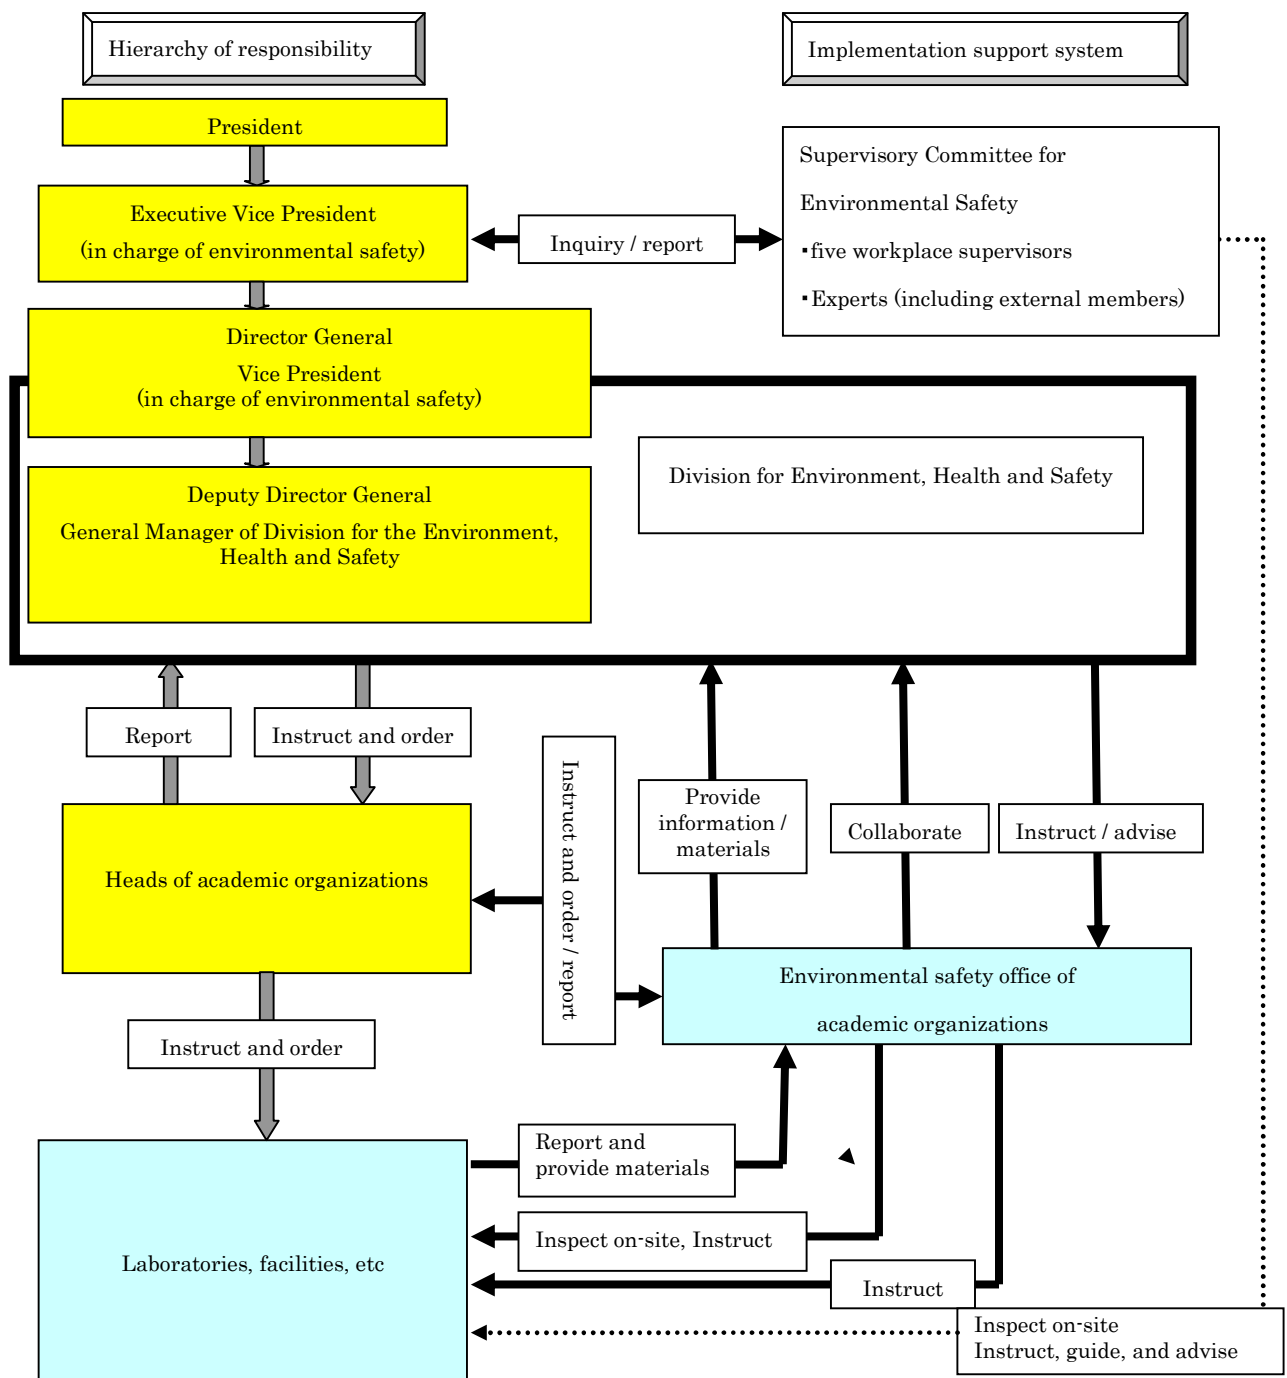 Hierarchy of responsibility
Implementation support system
President
Executive Vice President
(in charge of environmental safety)
Inquiry / report
Supervisory Committee for
Environmental Safety
▪five workplace supervisors
▪Experts (including external members)
Director General
Vice President
(in charge of environmental safety)
Deputy Director General
General Manager of Division for the Environment,
Health and Safety
Division for Environment, Health and Safety
Report
Instruct and order
Instruct and order / report
Provide
information /
materials
Collaborate
Instruct / advise
Heads of academic organizations
Environmental safety office of
academic organizations
Instruct and order
Report and
provide materials
Inspect on-site, Instruct
Laboratories, facilities, etc
Instruct
Inspect on-site
Instruct, guide, and advise